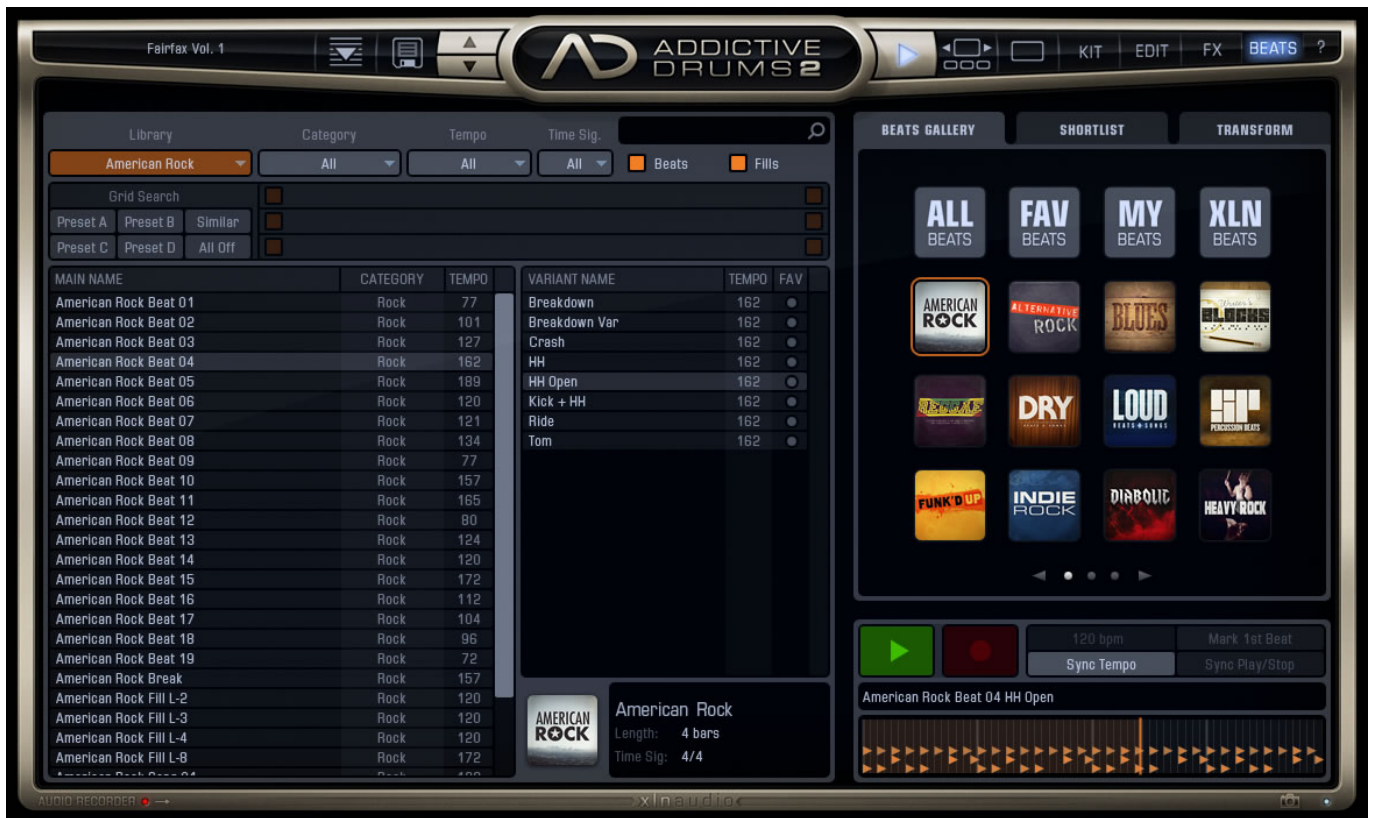 Fairfax Vol. 1
ADDICTIVE
DRUMS 2
KIT EDIT FX BEATS ?
Library Category Tempo Time Sig.
American Rock All All All Beats Fills
Grid Search
Preset A Preset B Similar
Preset C Preset D All Off
MAIN NAME CATEGORY TEMPO
American Rock Beat 01 Rock 77
American Rock Beat 02 Rock 101
American Rock Beat 03 Rock 127
American Rock Beat 04 Rock 162
American Rock Beat 05 Rock 189
American Rock Beat 06 Rock 120
American Rock Beat 07 Rock 121
American Rock Beat 08 Rock 134
American Rock Beat 09 Rock 77
American Rock Beat 10 Rock 157
American Rock Beat 11 Rock 165
American Rock Beat 12 Rock 80
American Rock Beat 13 Rock 124
American Rock Beat 14 Rock 120
American Rock Beat 15 Rock 172
American Rock Beat 16 Rock 112
American Rock Beat 17 Rock 104
American Rock Beat 18 Rock 96
American Rock Beat 19 Rock 72
American Rock Break Rock 157
American Rock Fill L-2 Rock 120
American Rock Fill L-3 Rock 120
American Rock Fill L-4 Rock 120
American Rock Fill L-8 Rock 172
VARIANT NAME TEMPO FAV
Breakdown 162
Breakdown Var 162
Crash 162
HH 162
HH Open 162
Kick + HH 162
Ride 162
Tom 162
AMERICAN
ROCK
American Rock
Length: 4 bars
Time Sig: 4/4
BEATS GALLERY SHORTLIST TRANSFORM
ALL
BEATS
FAV
BEATS
MY
BEATS
XLN
BEATS
AMERICAN
ROCK
ALTERNATIVE
ROCK
BLUES
BLOCKS
REGGAE
DRY
BEATS & SONGS
LOUD
BEATS + SONGS
PERCUSSION BEATS
FUNK'D UP
INDIE
ROCK
DIABOLIC
HEAVY ROCK
120 bpm Mark 1st Beat
Sync Tempo Sync Play/Stop
American Rock Beat 04 HH Open
AUDIO RECORDER
xlnaudio